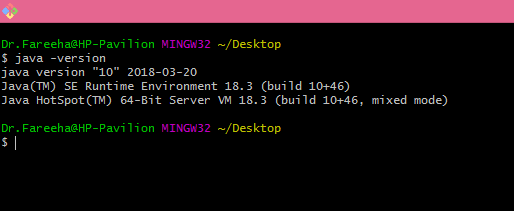 Dr.Fareeha@HP-Pavilion MINGW32 ~/Desktop
$ java -version
java version "10" 2018-03-20
Java(TM) SE Runtime Environment 18.3 (build 10+46)
Java HotSpot(TM) 64-Bit Server VM 18.3 (build 10+46, mixed mode)
Dr.Fareeha@HP-Pavilion MINGW32 ~/Desktop
$